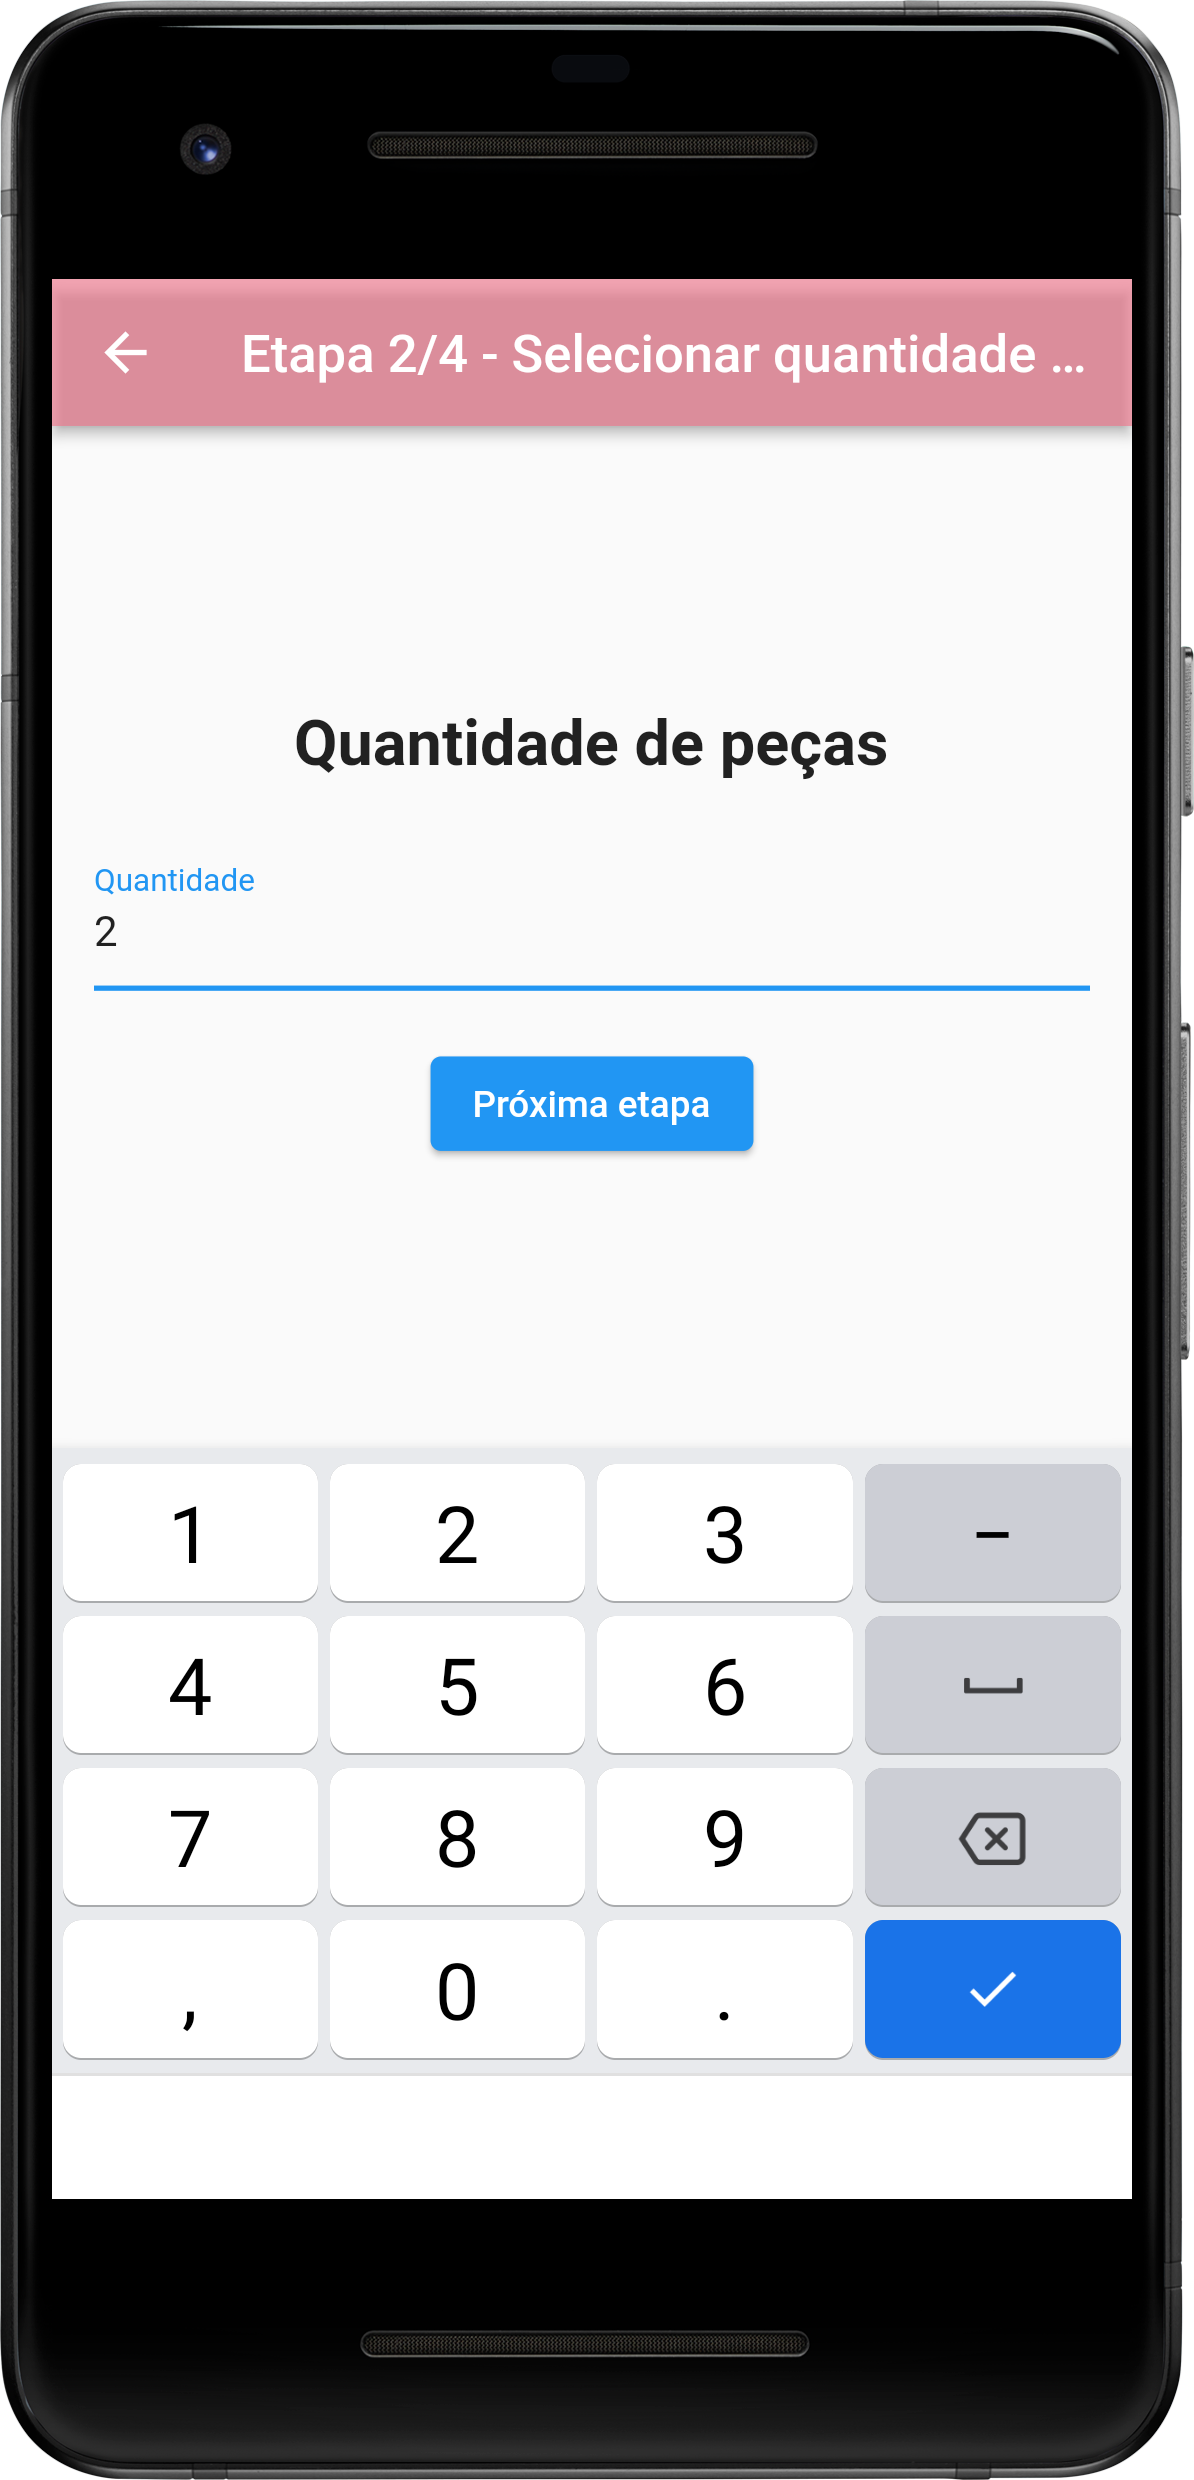 Etapa 2/4 - Selecionar quantidade ...
Quantidade de peças
Quantidade
2
Próxima etapa
1 2 3 –
4 5 6
7 8 9
, 0 .